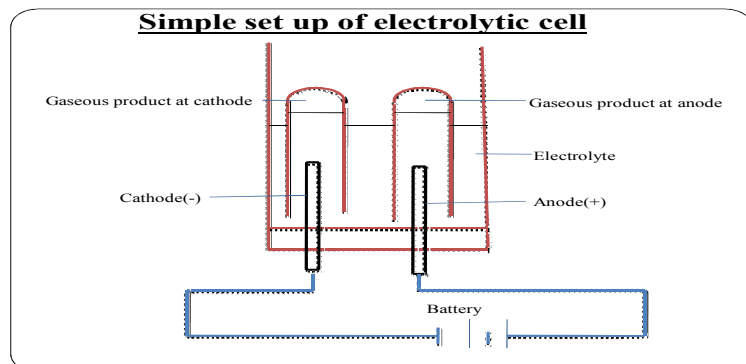 Simple set up of electrolytic cell
Gaseous product at cathode
Gaseous product at anode
Electrolyte
Cathode(-)
Anode(+)
Battery